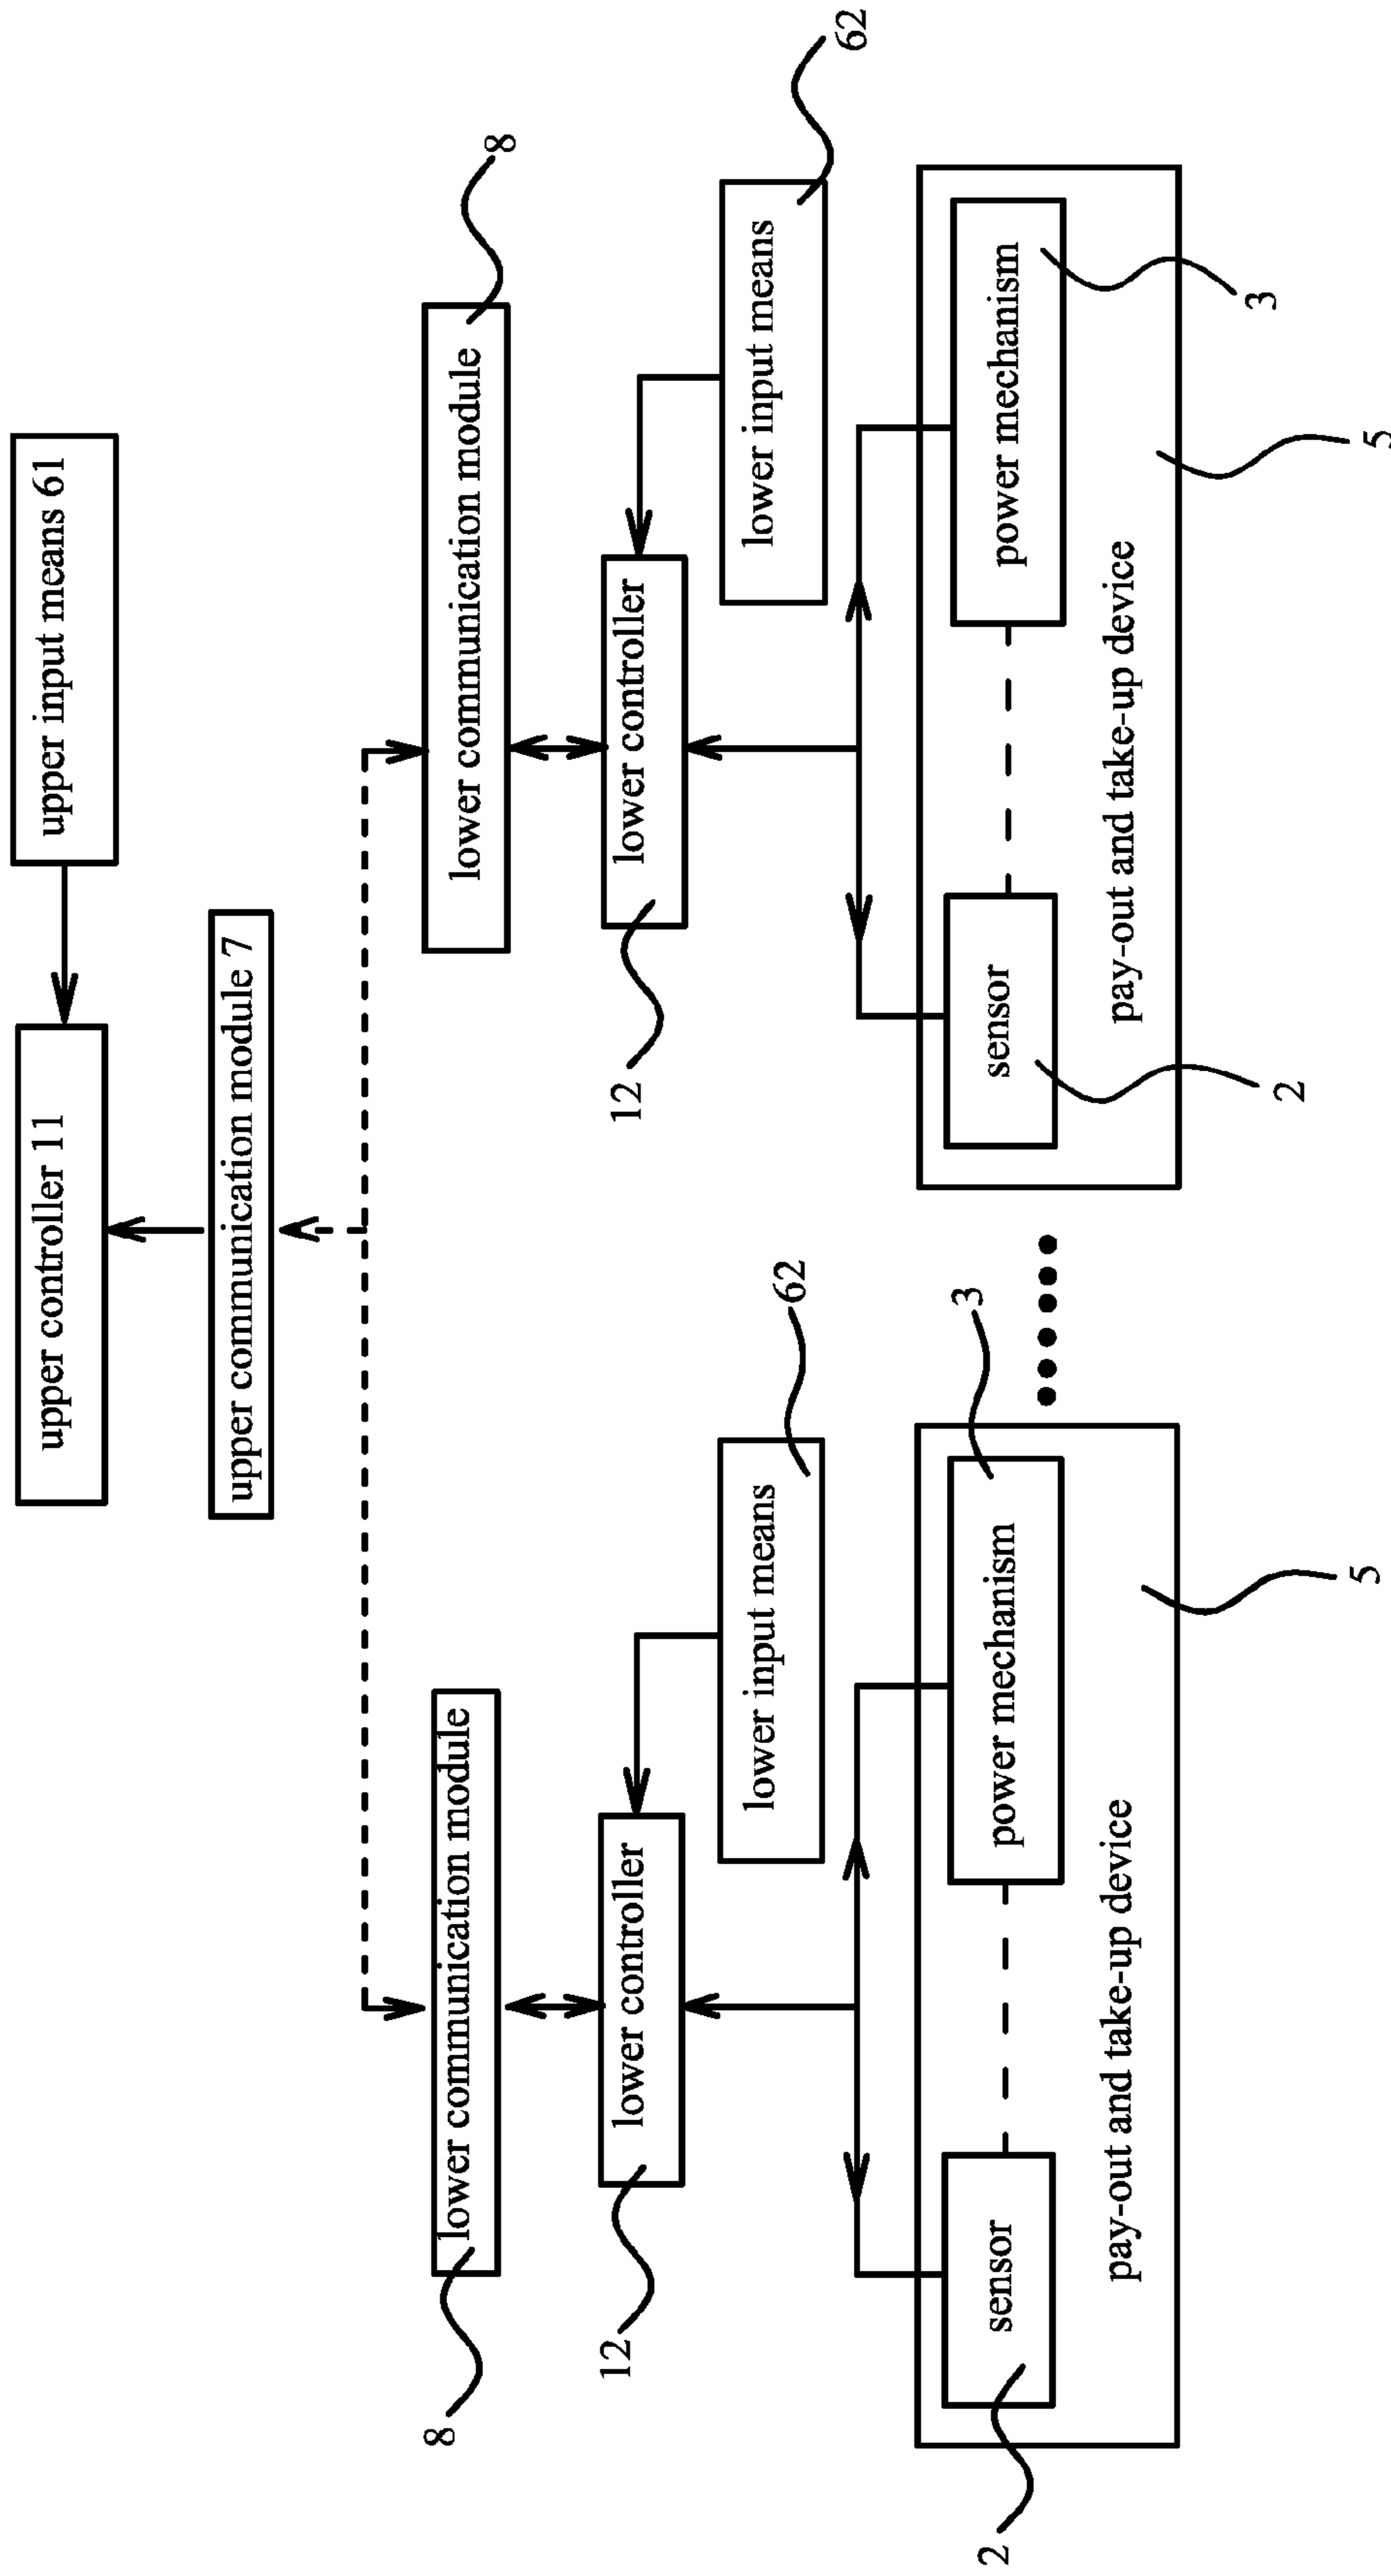 upper controller 11
upper input means 61
upper communication module 7
8
lower communication module
lower communication module
8
12
lower controller
12
lower controller
lower input means
62
lower input means
62
2
sensor
power mechanism
3
pay-out and take-up device
5
2
sensor
power mechanism
3
pay-out and take-up device
5